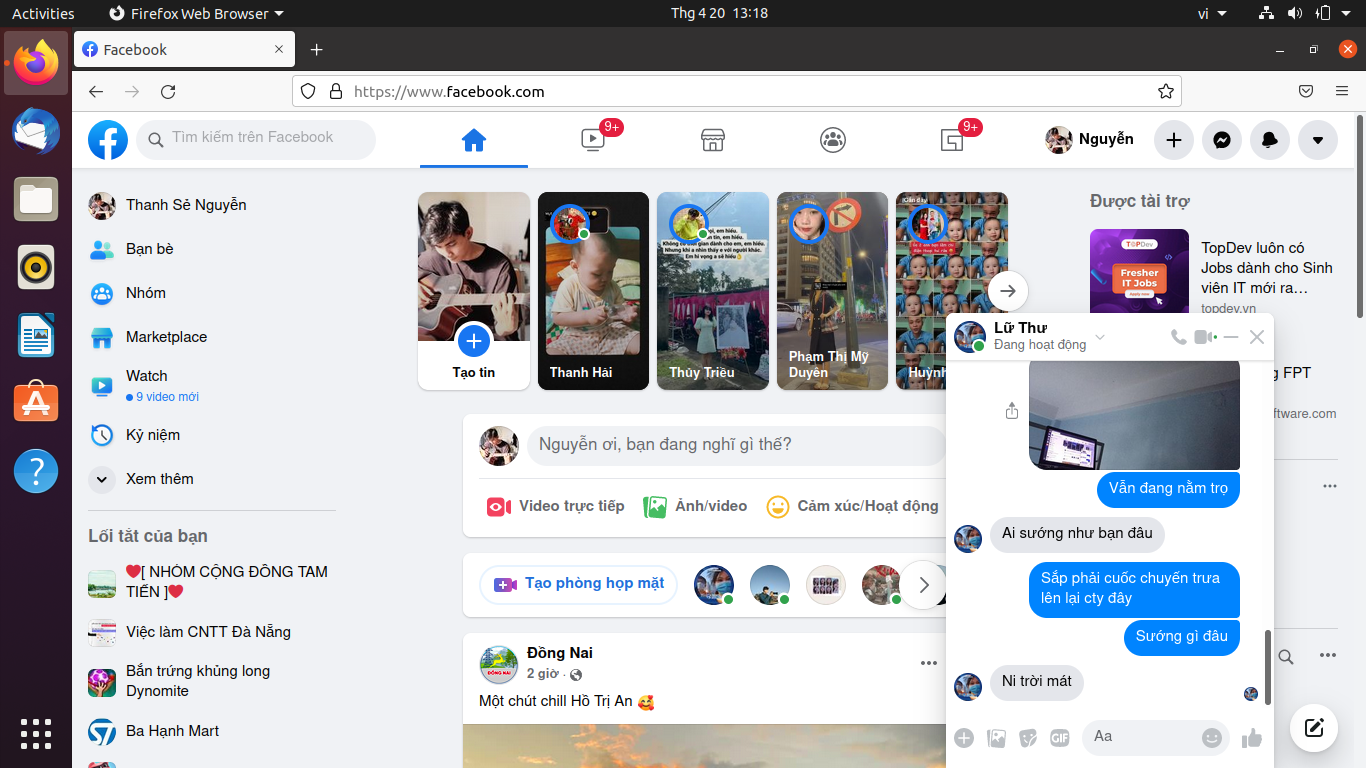 Activities
Firefox Web Browser
Thg 4 20 13:18
vi
Facebook
https://www.facebook.com
Tìm kiếm trên Facebook
9+
9+
Nguyễn
Thanh Sẻ Nguyễn
Bạn bè
Nhóm
Marketplace
Watch
9 video mới
Kỷ niệm
Xem thêm
Lối tắt của bạn
[ NHÓM CỘNG ĐỒNG TAM
TIẾN ]
Việc làm CNTT Đà Nẵng
Bắn trứng khủng long
Dynomite
Ba Hạnh Mart
Tạo tin
Thanh Hải
Thủy Triều
Phạm Thị Mỹ
Duyên
Huỳnh
Nguyễn ơi, bạn đang nghĩ gì thế?
Video trực tiếp
Ảnh/video
Cảm xúc/Hoạt động
Tạo phòng họp mặt
Đồng Nai
2 giờ ·
Một chút chill Hồ Trị An 🥰
Được tài trợ
TOPDev
Fresher
IT Jobs
Apply now
TopDev luôn có
Jobs dành cho Sinh
viên IT mới ra…
topdev.vn
g FPT
oftware.com
Lữ Thư
Đang hoạt động
Vẫn đang nằm trọ
Ai sướng như bạn đâu
Sắp phải cuốc chuyến trưa
lên lại cty đây
Sướng gì đâu
Ni trời mát
GIF
Aa